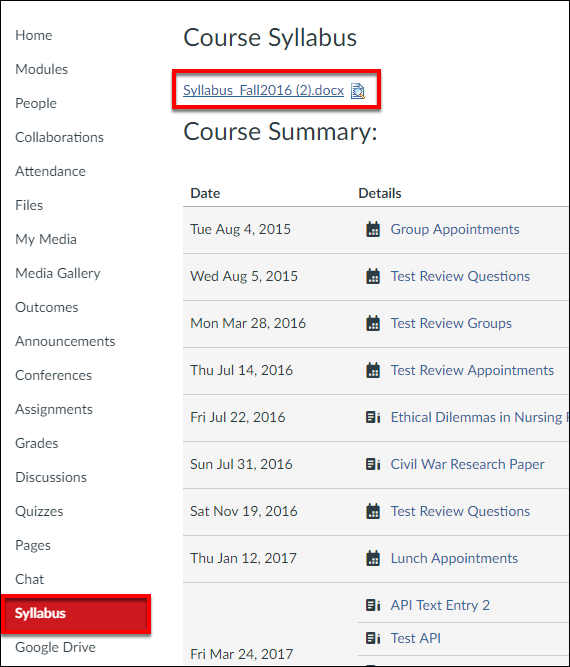 Home
Modules
People
Collaborations
Attendance
Files
My Media
Media Gallery
Outcomes
Announcements
Conferences
Assignments
Grades
Discussions
Quizzes
Pages
Chat
Syllabus
Google Drive
Course Syllabus
Syllabus_Fall2016 (2).docx
Course Summary:
Date Details
Tue Aug 4, 2015 Group Appointments
Wed Aug 5, 2015 Test Review Questions
Mon Mar 28, 2016 Test Review Groups
Thu Jul 14, 2016 Test Review Appointments
Fri Jul 22, 2016 Ethical Dilemmas in Nursing
Sun Jul 31, 2016 Civil War Research Paper
Sat Nov 19, 2016 Test Review Questions
Thu Jan 12, 2017 Lunch Appointments
API Text Entry 2
Test API
Fri Mar 24, 2017